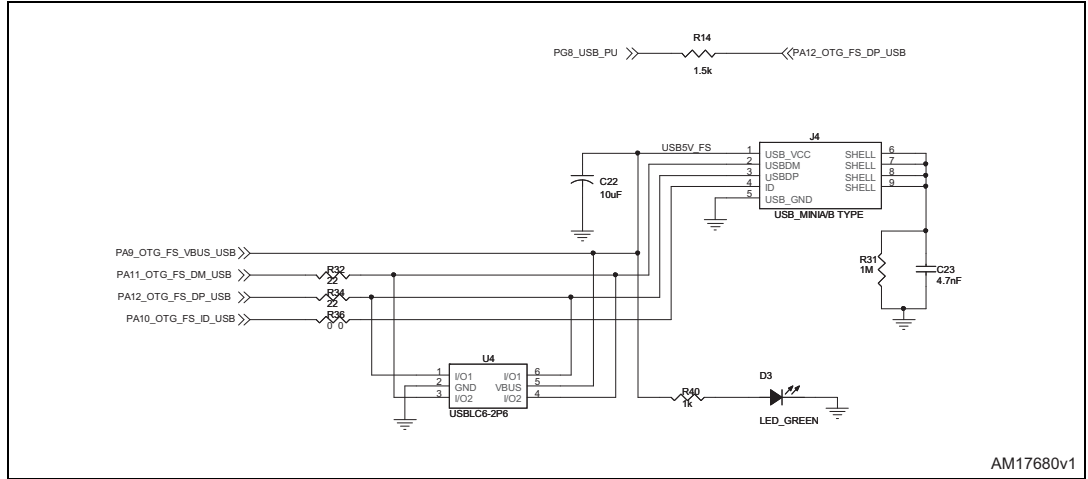 R14
PG8_USB_PU
PA12_OTG_FS_DP_USB
1.5k
J4
USB5V_FS
1 USB_VCC SHELL 6
2 USBDM SHELL 7
3 USBDP SHELL 8
4 ID SHELL 9
5 USB_GND
USB_MINIA/B TYPE
C22
10uF
PA9_OTG_FS_VBUS_USB
PA11_OTG_FS_DM_USB
R32
22
PA12_OTG_FS_DP_USB
R34
22
PA10_OTG_FS_ID_USB
R36
0 0
R31
1M
C23
4.7nF
U4
1 I/O1 I/O1 6
2 GND VBUS 5
3 I/O2 I/O2 4
USBLC6-2P6
R40
1k
D3
LED_GREEN
AM17680v1